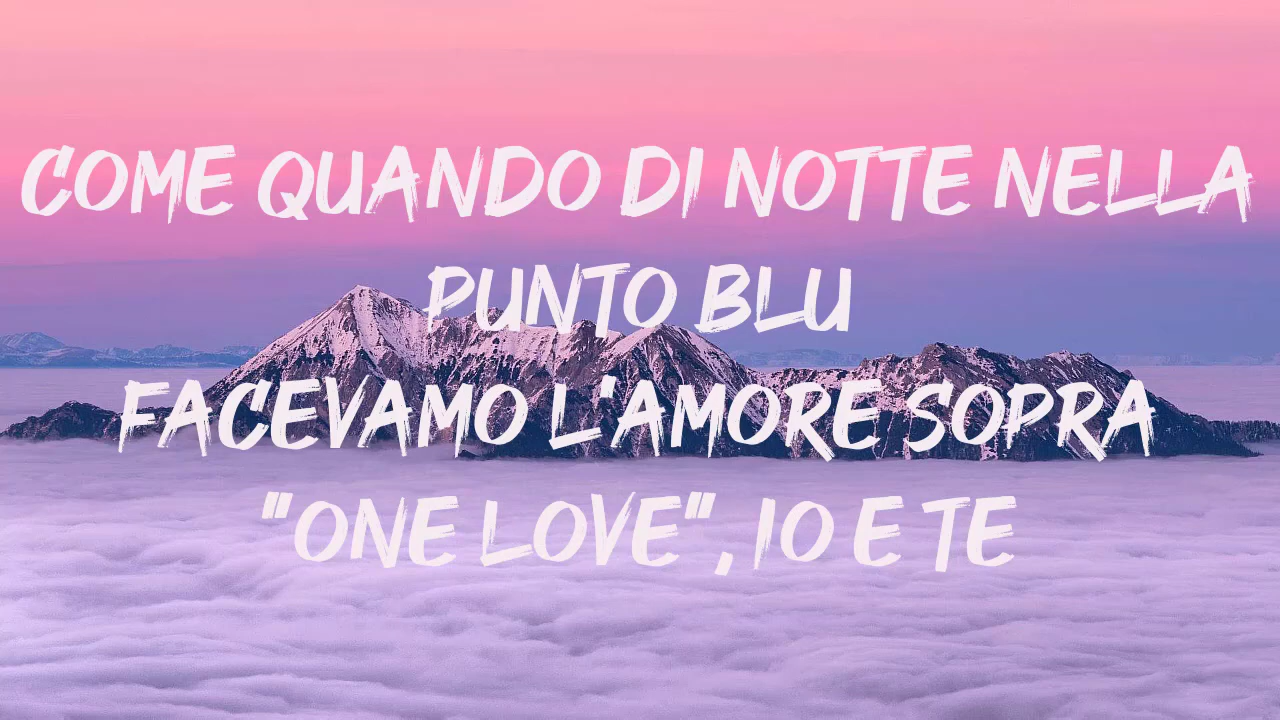 COME QUANDO DI NOTTE NELLA
PUNTO BLU
FACEVAMO L'AMORE SOPRA
"ONE LOVE", IO E TE